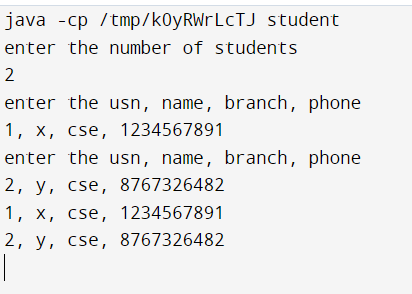 java -cp /tmp/kOyRWrLcTJ student
enter the number of students
2
enter the usn, name, branch, phone
1, x, cse, 1234567891
enter the usn, name, branch, phone
2, y, cse, 8767326482
1, x, cse, 1234567891
2, y, cse, 8767326482